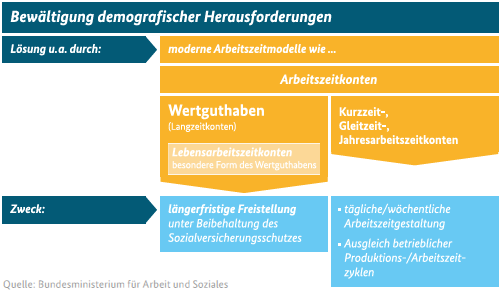 Bewältigung demografischer Herausforderungen
Lösung u.a. durch:
moderne Arbeitszeitmodelle wie ...
Arbeitszeitkonten
Wertguthaben
(Langzeitkonten)
Lebensarbeitszeitkonten
besondere Form des Wertguthabens
Kurzzeit-,
Gleitzeit-,
Jahresarbeitszeitkonten
Zweck:
längerfristige Freistellung
unter Beibehaltung des
Sozialversicherungsschutzes
▪ tägliche/wöchentliche
Arbeitszeitgestaltung
▪ Ausgleich betrieblicher
Produktions-/Arbeitszeit-
zyklen
Quelle: Bundesministerium für Arbeit und Soziales